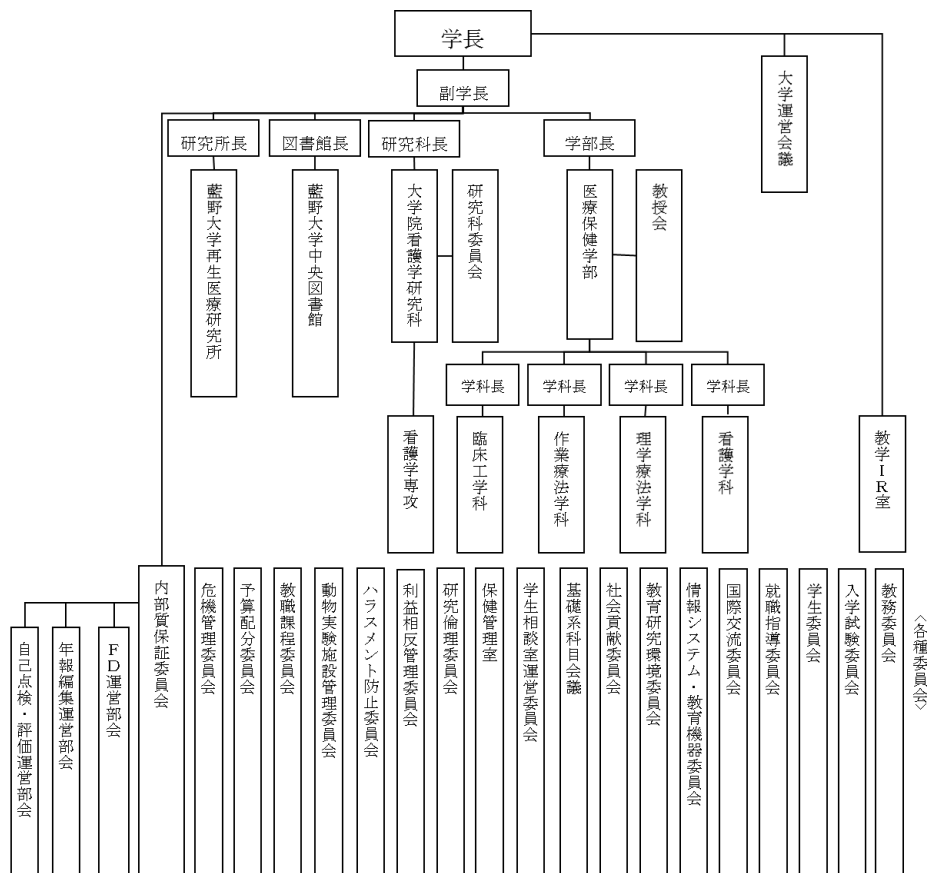 学長
副学長
大学運営会議
研究所長
図書館長
研究科長
学部長
藍野大学再生医療研究所
藍野大学中央図書館
大学院看護学研究科
研究科委員会
医療保健学部
教授会
学科長
学科長
学科長
学科長
看護学専攻
臨床工学科
作業療法学科
理学療法学科
看護学科
教学IR室
〈各種委員会〉
教務委員会
入学試験委員会
学生委員会
就職指導委員会
国際交流委員会
情報システム・教育機器委員会
教育研究環境委員会
社会貢献委員会
基礎系科目会議
学生相談室運営委員会
保健管理室
研究倫理委員会
利益相反管理委員会
ハラスメント防止委員会
動物実験施設管理委員会
教職課程委員会
予算配分委員会
危機管理委員会
内部質保証委員会
FD運営部会
年報編集運営部会
自己点検・評価運営部会